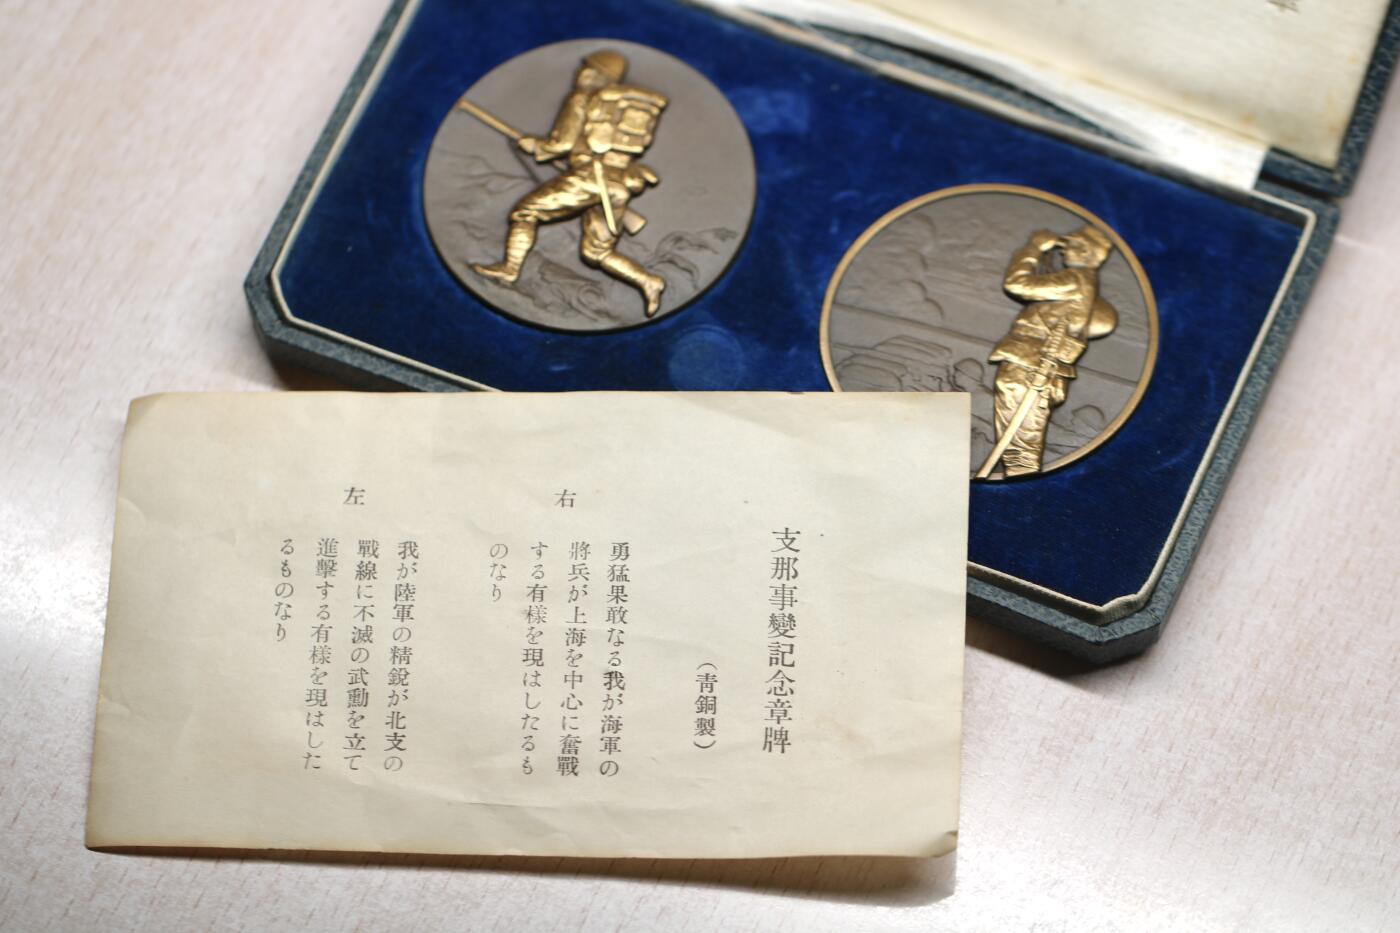 支那事變記念章牌
（青銅製）
右
勇猛果敢なる我が海軍の
將兵が上海を中心に奮戰
する有樣を現はしたるも
のなり
左
我が陸軍の精銳が北支の
戰線に不滅の武勳を立て
進擊する有樣を現はした
るものなり